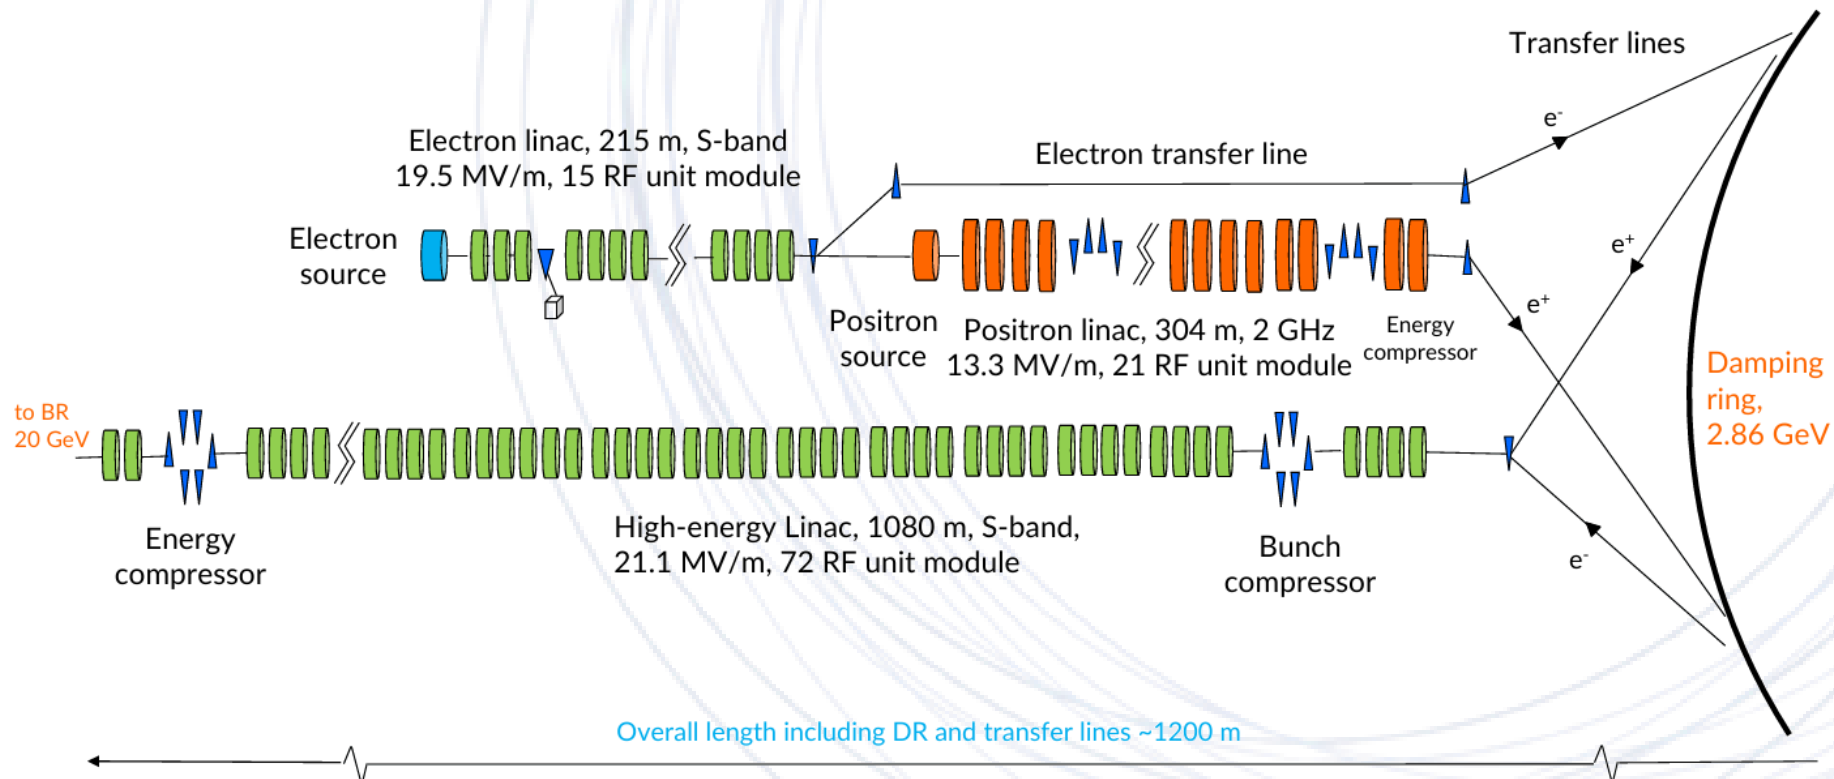 Transfer lines
e-
Electron linac, 215 m, S-band
19.5 MV/m, 15 RF unit module
Electron transfer line
Electron
source
e+
e+
Positron
source
Positron linac, 304 m, 2 GHz
13.3 MV/m, 21 RF unit module
Energy
compressor
Damping
ring,
2.86 GeV
to BR
20 GeV
Energy
compressor
High-energy Linac, 1080 m, S-band,
21.1 MV/m, 72 RF unit module
Bunch
compressor
e-
Overall length including DR and transfer lines ~1200 m